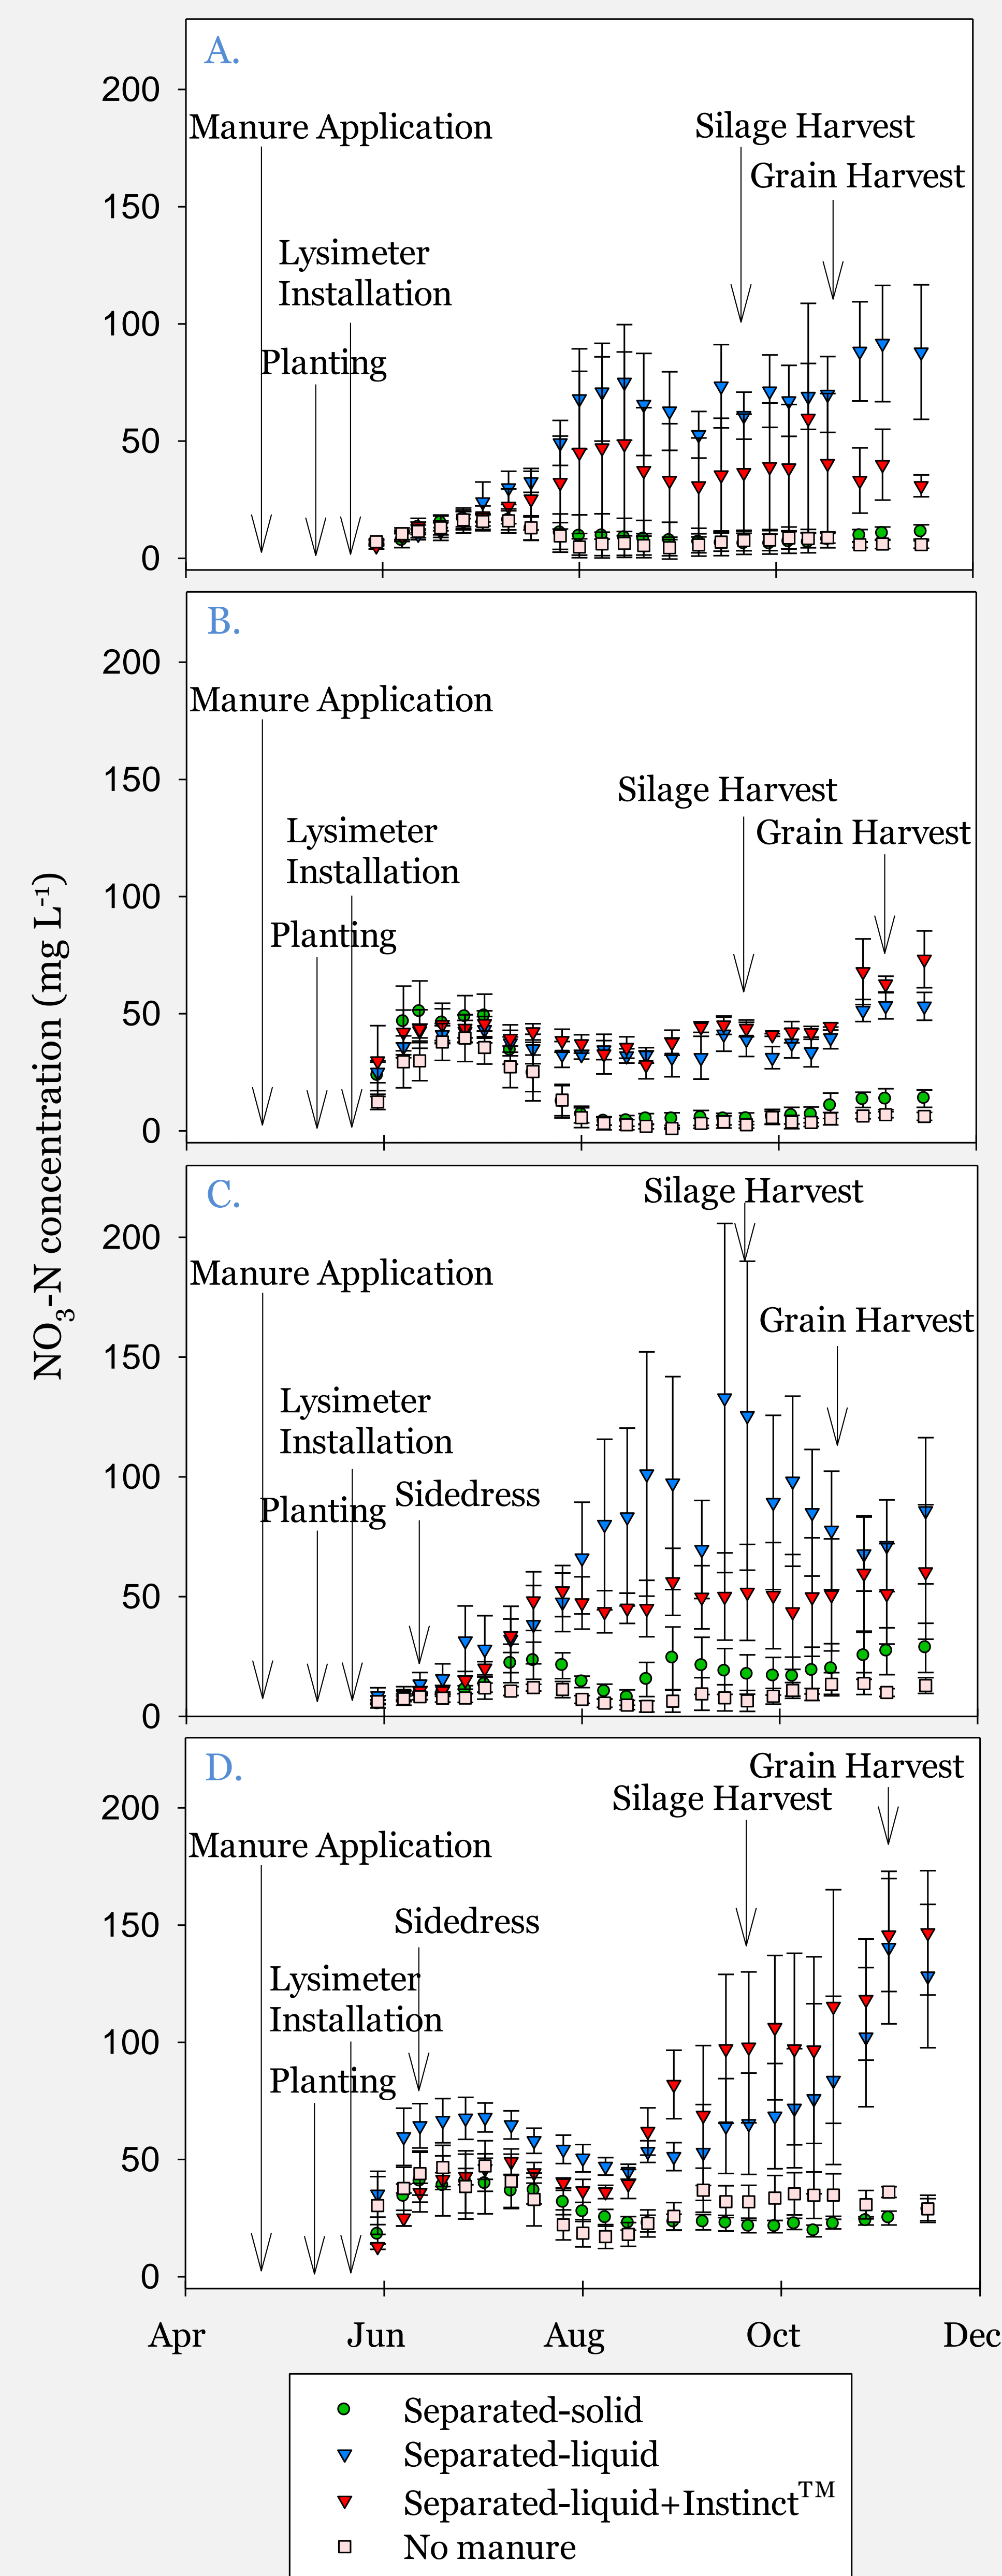 A.
200
Manure Application
Silage Harvest
Grain Harvest
150
Lysimeter
Installation
100
Planting
50
0
B.
200
Manure Application
150
Silage Harvest
Lysimeter
Installation
Grain Harvest
100
Planting
50
0
NO3-N concentration (mg L-1)
C.
Silage Harvest
200
Manure Application
150
Grain Harvest
Lysimeter
Installation
100
Planting
Sidedress
50
0
D.
Grain Harvest
Silage Harvest
200
Manure Application
150
Sidedress
Lysimeter
Installation
100
Planting
50
0
Apr Jun Aug Oct Dec
Separated-solid
Separated-liquid
Separated-liquid+Instinct™
No manure